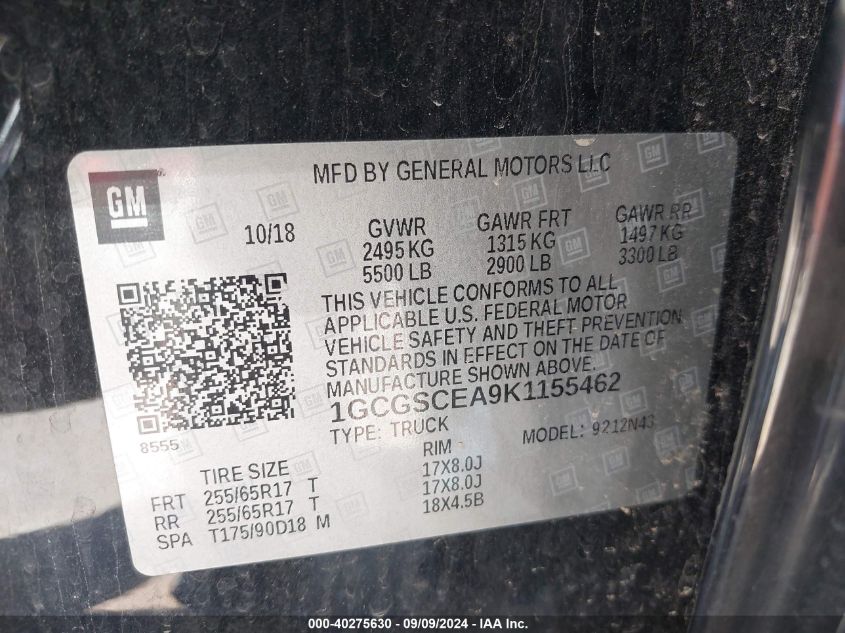 GM
MFD BY GENERAL MOTORS LLC
10/18
GVWR GAWR FRT GAWR RR
2495 KG 1315 KG 1497 KG
5500 LB 2900 LB 3300 LB
THIS VEHICLE CONFORMS TO ALL
APPLICABLE U.S. FEDERAL MOTOR
VEHICLE SAFETY AND THEFT PREVENTION
STANDARDS IN EFFECT ON THE DATE OF
MANUFACTURE SHOWN ABOVE.
1GCGSCEA9K1155462
8555
TYPE: TRUCK MODEL: 9212N43
TIRE SIZE RIM
FRT 255/65R17 T 17X8.0J
RR 255/65R17 T 17X8.0J
SPA T175/90D18 M 18X4.5B
000-40275630 - 09/09/2024 - IAA Inc.